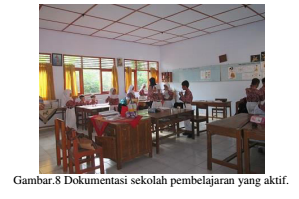 Gambar.8 Dokumentasi sekolah pembelajaran yang aktif.